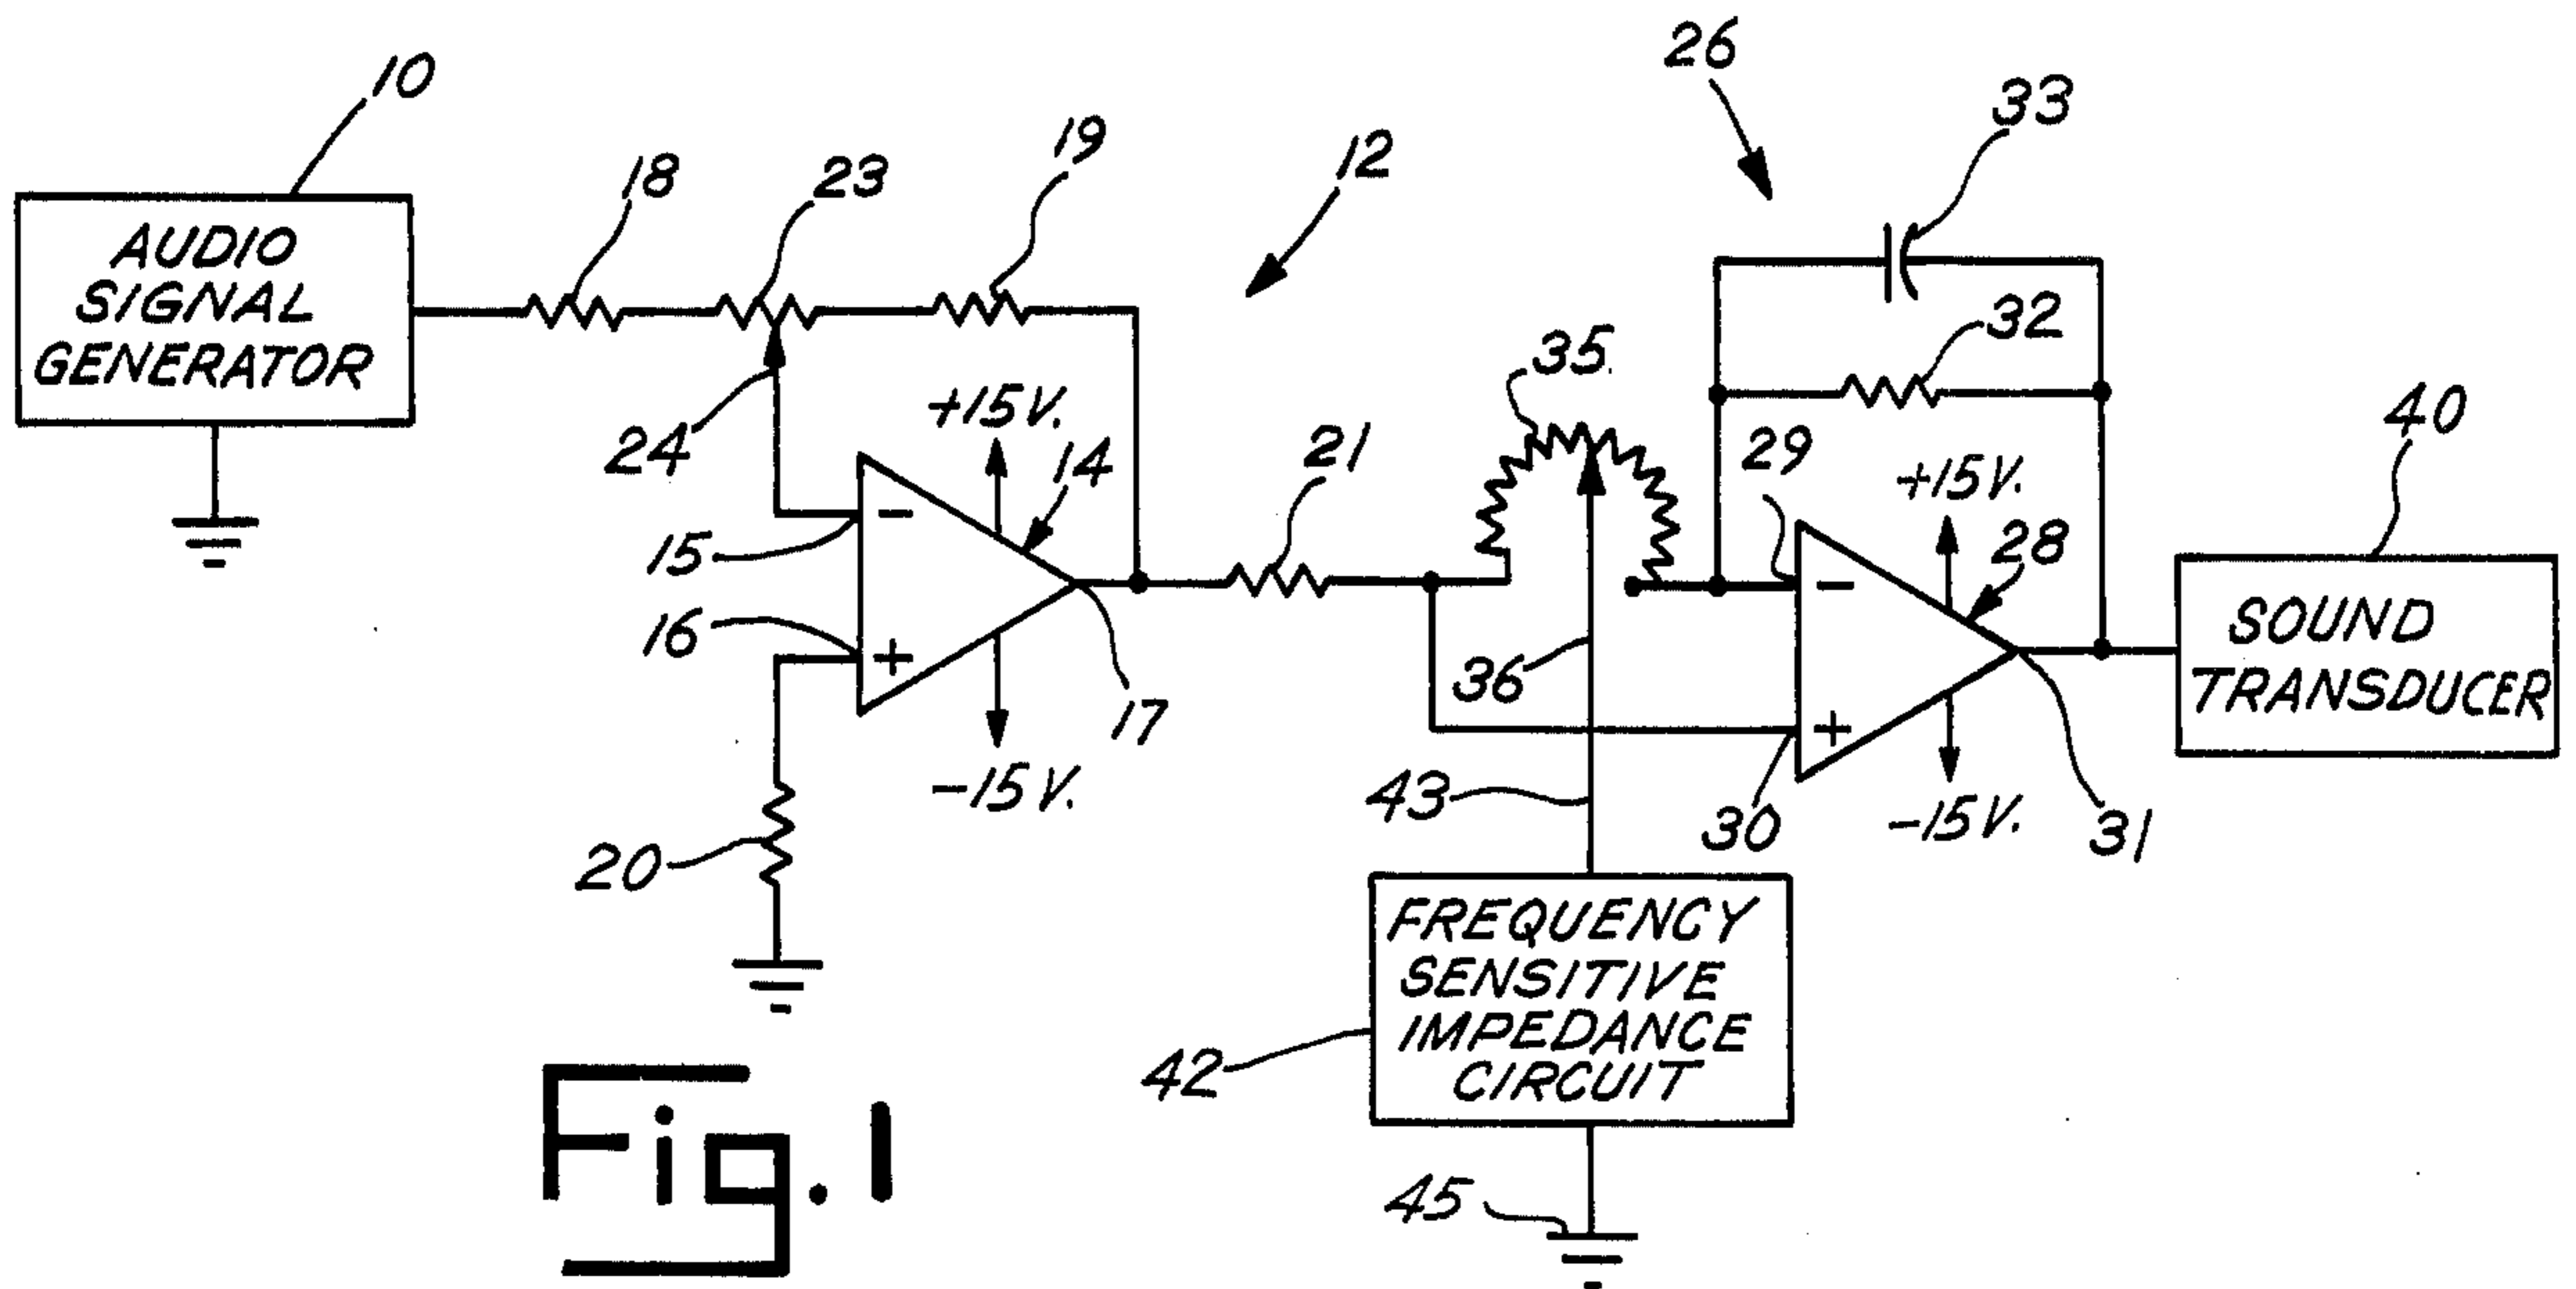 10
AUDIO
SIGNAL
GENERATOR
18
23
19
12
24
+15V.
14
15
−
16
+
17
−15V.
20
21
26
33
32
35
36
29
−
+15V.
28
30
+
−15V.
31
40
SOUND
TRANSDUCER
43
FREQUENCY
SENSITIVE
IMPEDANCE
CIRCUIT
42
45
Fig. 1